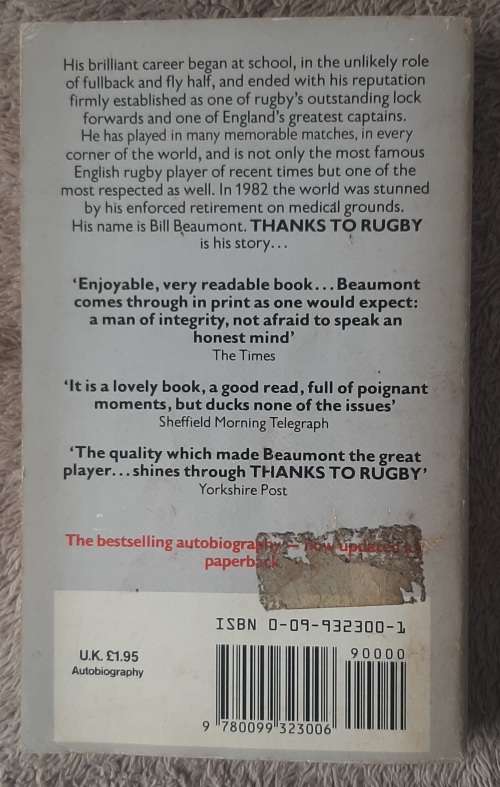 His brilliant career began at school, in the unlikely role
of fullback and fly half, and ended with his reputation
firmly established as one of rugby's outstanding lock
forwards and one of England's greatest captains.
He has played in many memorable matches, in every
corner of the world, and is not only the most famous
English rugby player of recent times but one of the
most respected as well. In 1982 the world was stunned
by his enforced retirement on medical grounds.
His name is Bill Beaumont. THANKS TO RUGBY
is his story...
'Enjoyable, very readable book...Beaumont
comes through in print as one would expect:
a man of integrity, not afraid to speak an
honest mind'
The Times
'It is a lovely book, a good read, full of poignant
moments, but ducks none of the issues'
Sheffield Morning Telegraph
'The quality which made Beaumont the great
player...shines through THANKS TO RUGBY'
Yorkshire Post
The bestselling autobiography — now updated
paperback
ISBN 0-09-932300-1
U.K. £1.95
Autobiography
90000
9 780099 323006